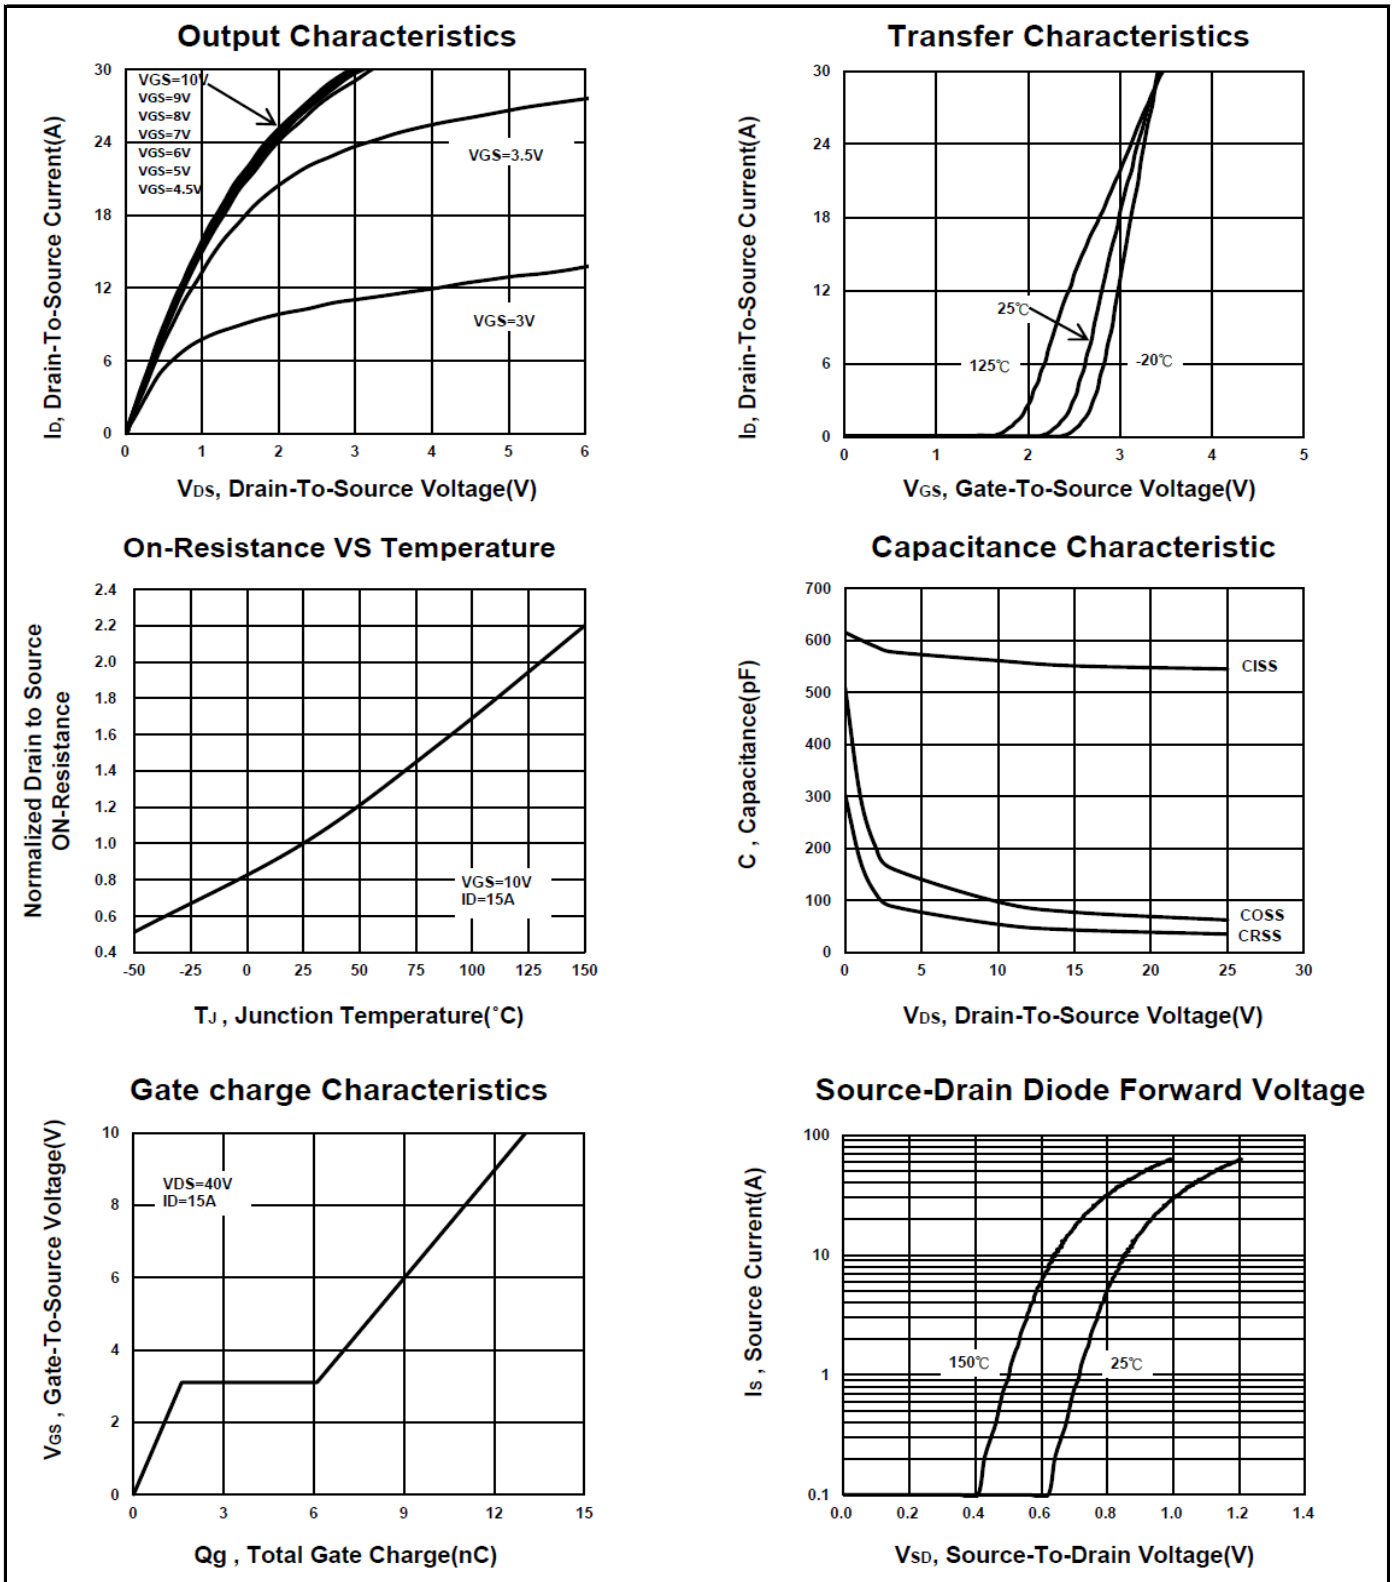 Output Characteristics
30
24
18
12
6
0
VGS=10V
VGS=9V
VGS=8V
VGS=7V
VGS=6V
VGS=5V
VGS=4.5V
VGS=3.5V
VGS=3V
ID, Drain-To-Source Current(A)
0 1 2 3 4 5 6
VDS, Drain-To-Source Voltage(V)
Transfer Characteristics
30
24
18
12
6
0
25℃
125℃
-20℃
ID, Drain-To-Source Current(A)
0 1 2 3 4 5
VGS, Gate-To-Source Voltage(V)
On-Resistance VS Temperature
2.4
2.2
2.0
1.8
1.6
1.4
1.2
1.0
0.8
0.6
0.4
Normalized Drain to Source
ON-Resistance
VGS=10V
ID=15A
-50 -25 0 25 50 75 100 125 150
TJ , Junction Temperature(˚C)
Capacitance Characteristic
700
600
500
400
300
200
100
0
C , Capacitance(pF)
CISS
COSS
CRSS
0 5 10 15 20 25 30
VDS, Drain-To-Source Voltage(V)
Gate charge Characteristics
10
8
6
4
2
0
VGS , Gate-To-Source Voltage(V)
VDS=40V
ID=15A
0 3 6 9 12 15
Qg , Total Gate Charge(nC)
Source-Drain Diode Forward Voltage
100
10
1
0.1
IS , Source Current(A)
150℃
25℃
0.0 0.2 0.4 0.6 0.8 1.0 1.2 1.4
VSD, Source-To-Drain Voltage(V)